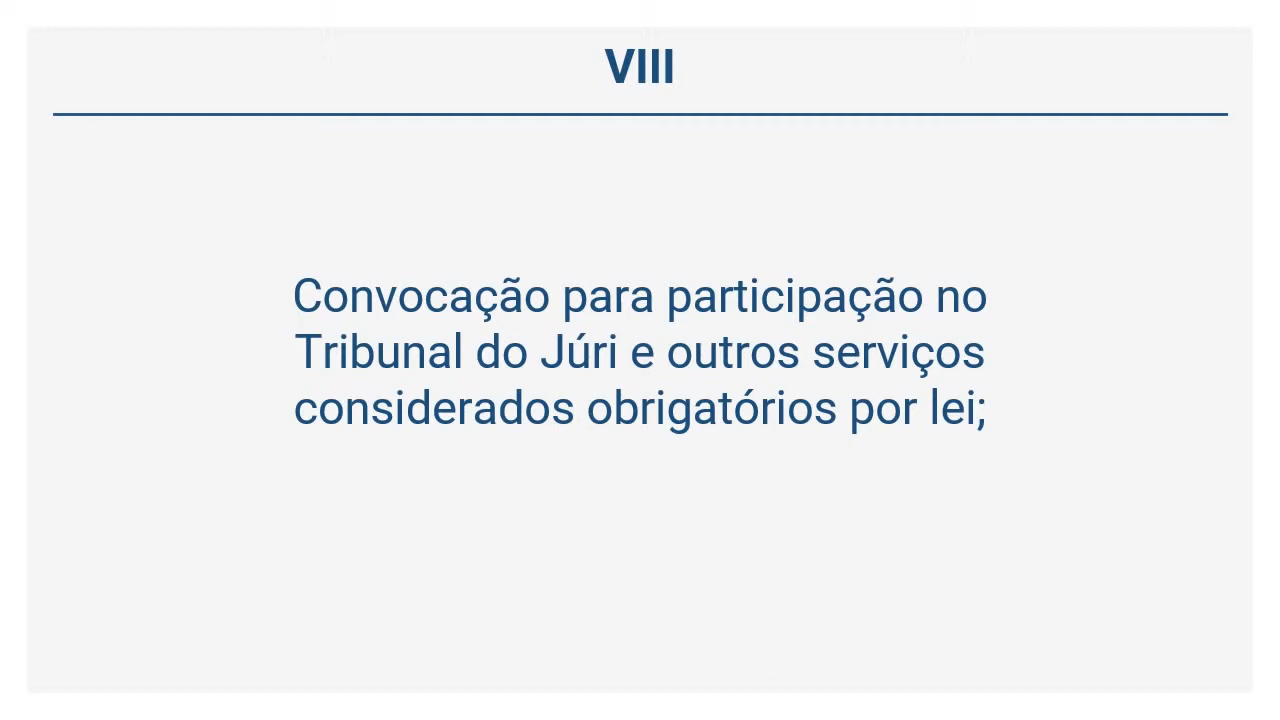 VIII
Convocação para participação no
Tribunal do Júri e outros serviços
considerados obrigatórios por lei;